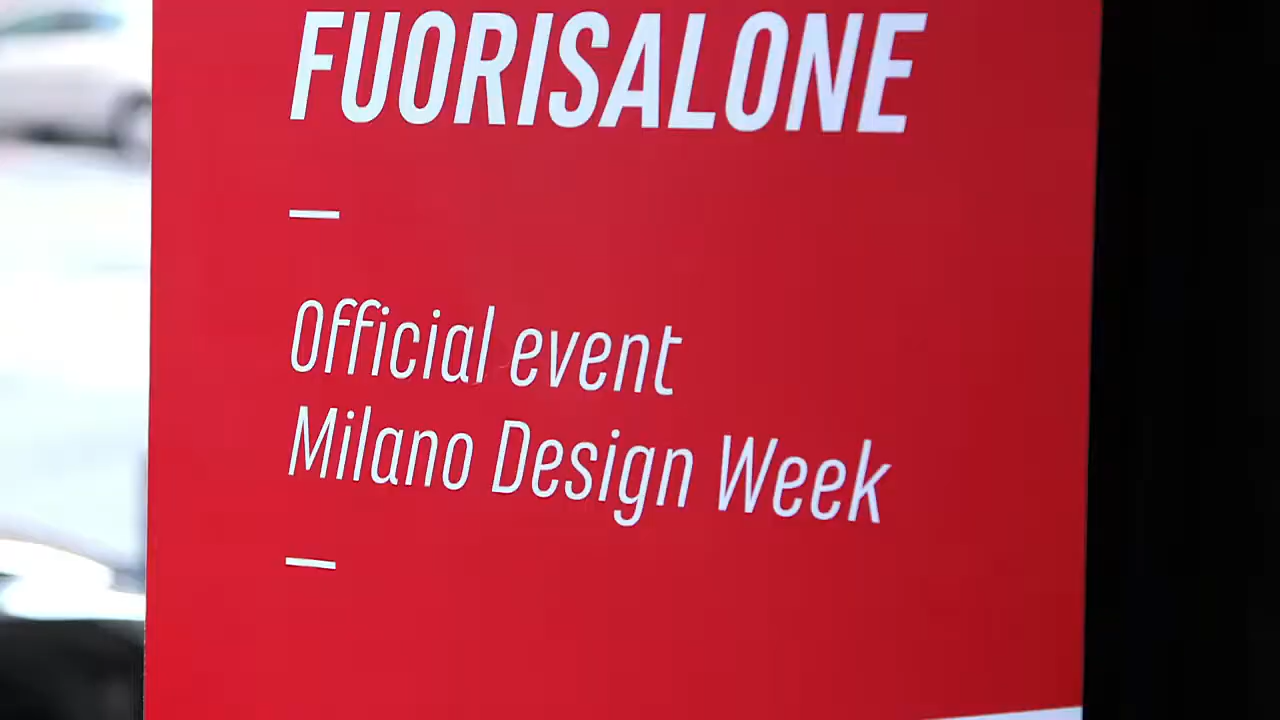 FUORISALONE
—
Official event
Milano Design Week
—